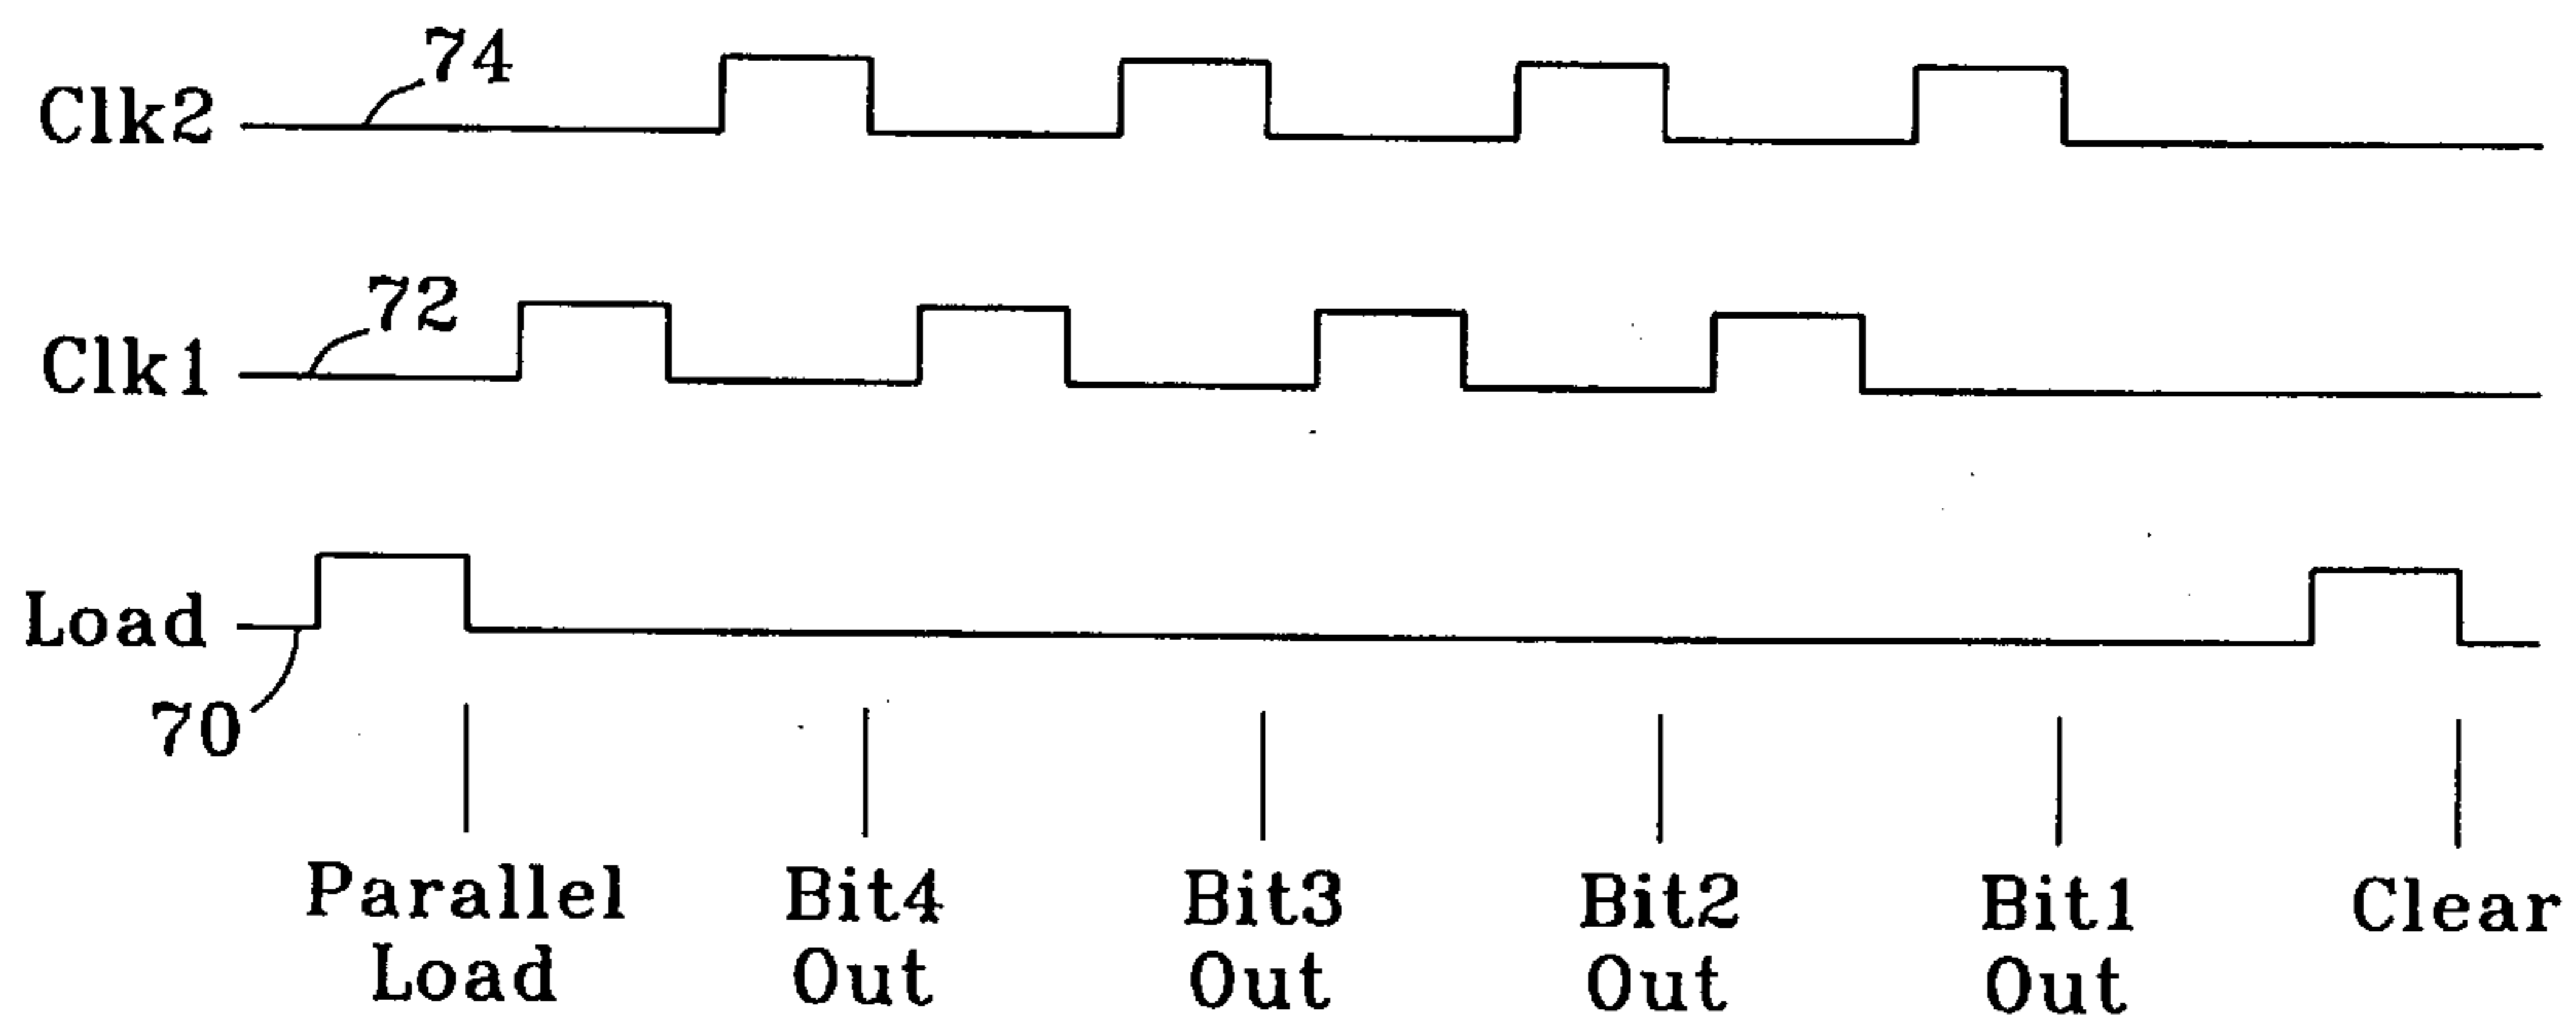 74
Clk2
72
Clk1
Load
70
Parallel Load
Bit4 Out
Bit3 Out
Bit2 Out
Bit1 Out
Clear